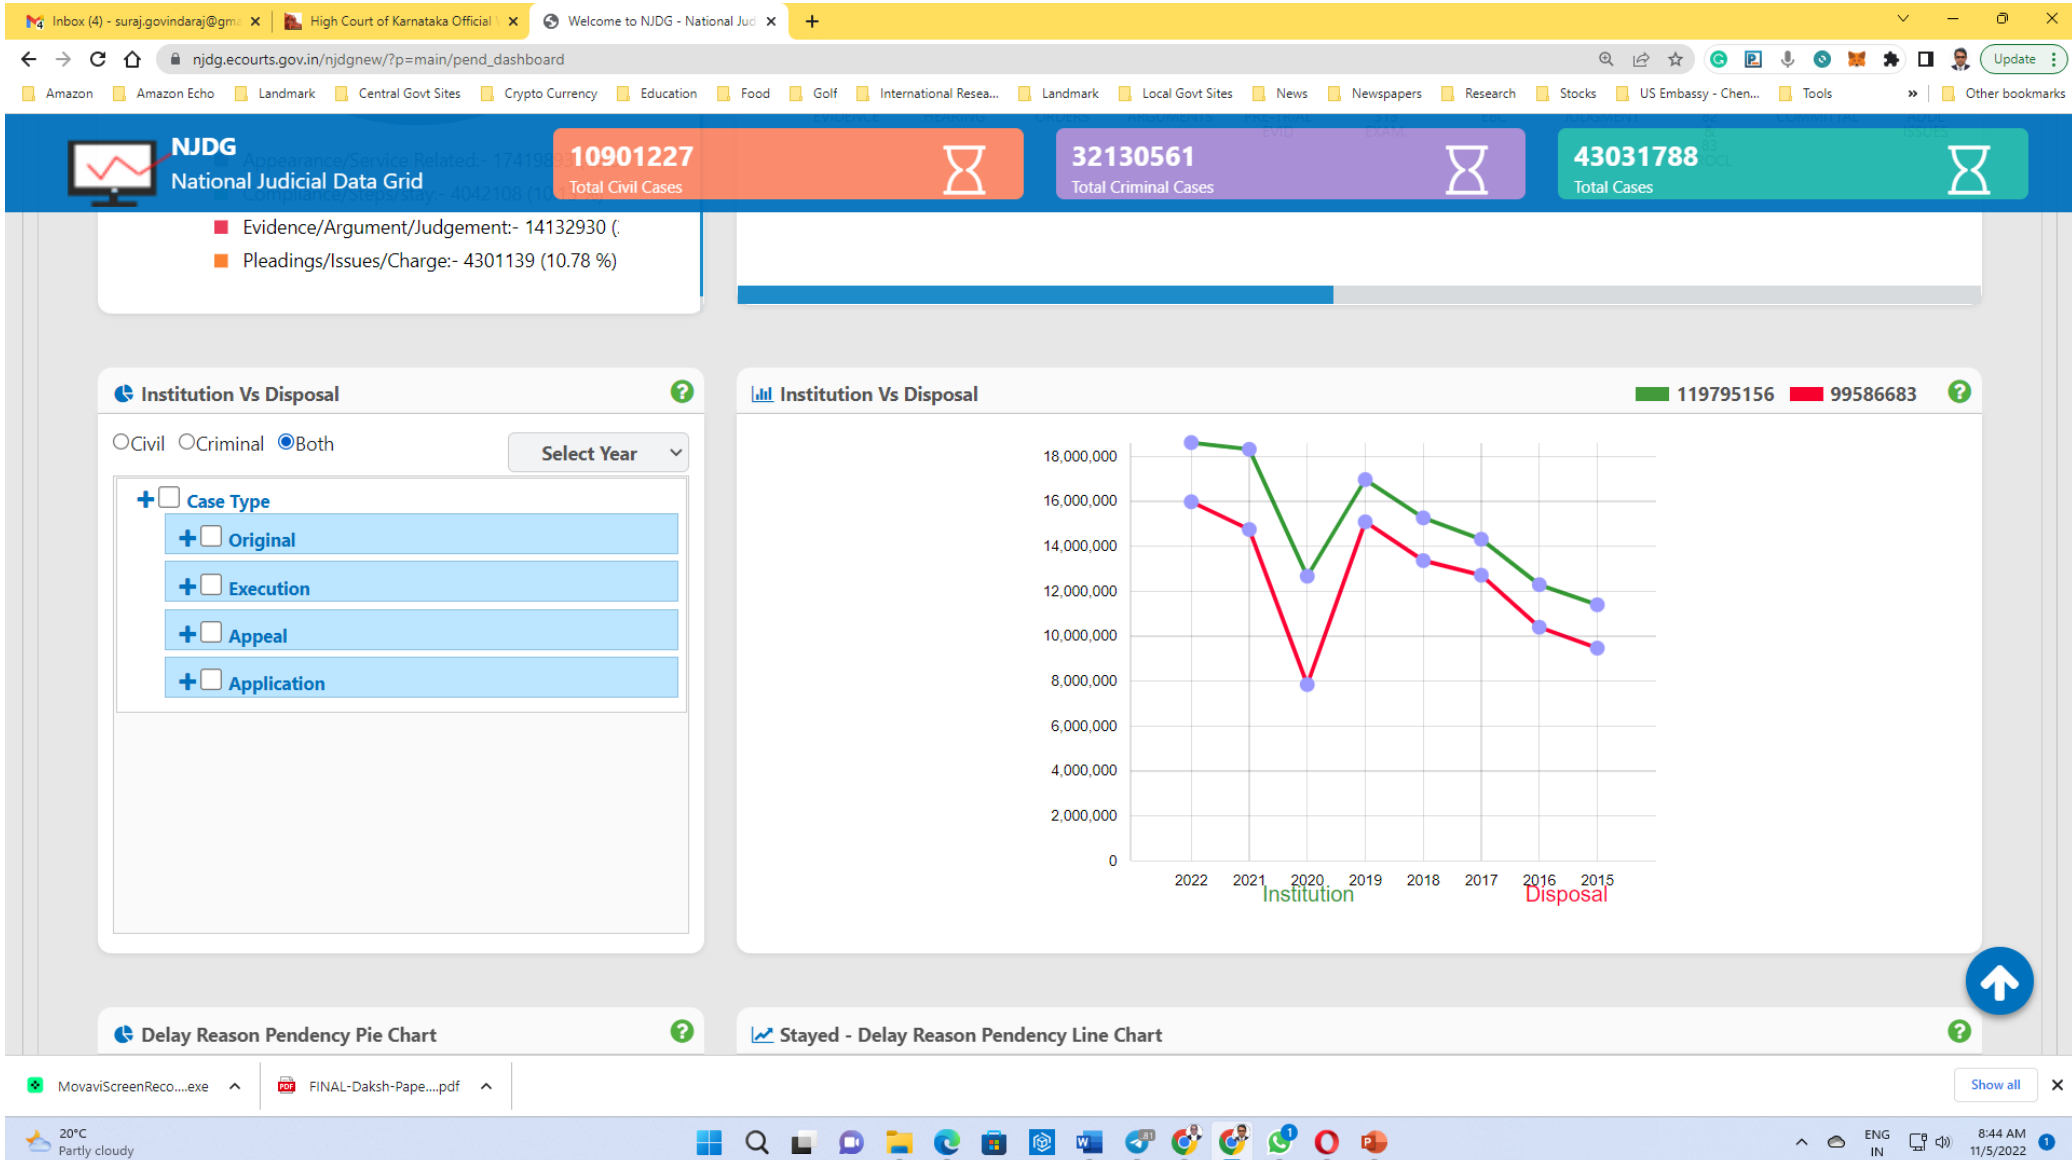 Inbox (4) - suraj.govindaraj@gm
High Court of Karnataka Official
Welcome to NJDG - National Jud
njdg.ecourts.gov.in/njdgnew/?p=main/pend_dashboard
Update
Amazon
Amazon Echo
Landmark
Central Govt Sites
Crypto Currency
Education
Food
Golf
International Resea...
Landmark
Local Govt Sites
News
Newspapers
Research
Stocks
US Embassy - Chen...
Tools
»
Other bookmarks
NJDG
National Judicial Data Grid
10901227
Total Civil Cases
32130561
Total Criminal Cases
43031788
Total Cases
Evidence/Argument/Judgement:- 14132930 (
Pleadings/Issues/Charge:- 4301139 (10.78 %)
Institution Vs Disposal
Civil Criminal Both
Select Year
Case Type
Original
Execution
Appeal
Application
Institution Vs Disposal
119795156
99586683
18,000,000
16,000,000
14,000,000
12,000,000
10,000,000
8,000,000
6,000,000
4,000,000
2,000,000
0
2022 2021 2020 2019 2018 2017 2016 2015
Institution
Disposal
Delay Reason Pendency Pie Chart
Stayed - Delay Reason Pendency Line Chart
MovaviScreenReco....exe
FINAL-Daksh-Pape....pdf
Show all
20°C
Partly cloudy
ENG
IN
8:44 AM
11/5/2022